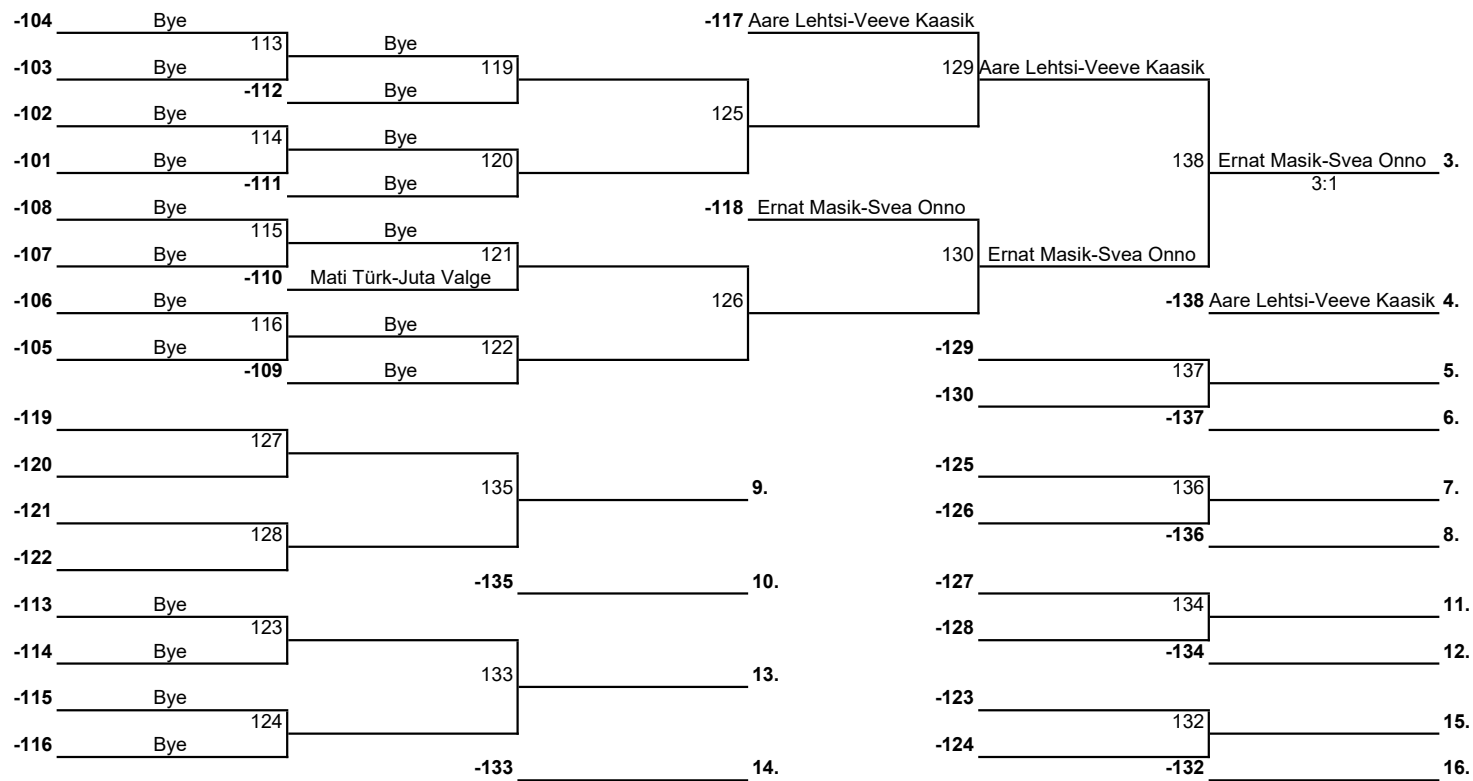 -104 Bye -117 Aare Lehtsi-Veeve Kaasik
113 Bye
-103 Bye 119 129 Aare Lehtsi-Veeve Kaasik
-112 Bye
-102 Bye 125
114 Bye
-101 Bye 120 138 Ernat Masik-Svea Onno 3.
-111 Bye 3:1
-108 Bye -118 Ernat Masik-Svea Onno
115 Bye
-107 Bye 121 130 Ernat Masik-Svea Onno
-110 Mati Türk-Juta Valge
-106 Bye 126 -138 Aare Lehtsi-Veeve Kaasik 4.
116 Bye
-105 Bye 122 -129
-109 Bye 137 5.
-130
-119 -137 6.
127
-120 -125
135 9. 136 7.
-121 -126
128 -136 8.
-122
-135 10. -127
-113 Bye 134 11.
123 -128
-114 Bye -134 12.
133 13.
-115 Bye -123
124 132 15.
-116 Bye -124
-133 14. -132 16.